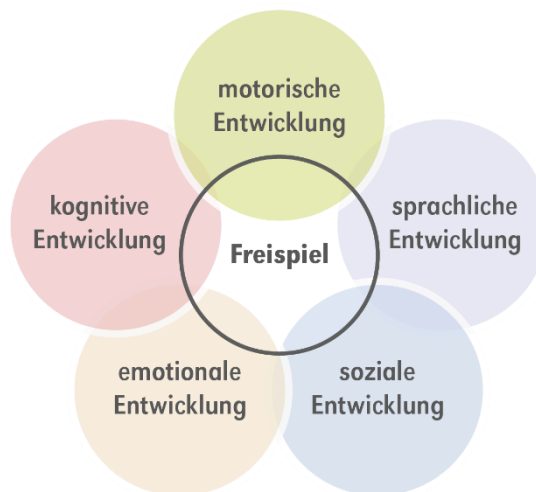 motorische
Entwicklung
kognitive
Entwicklung
sprachliche
Entwicklung
Freispiel
emotionale
Entwicklung
soziale
Entwicklung